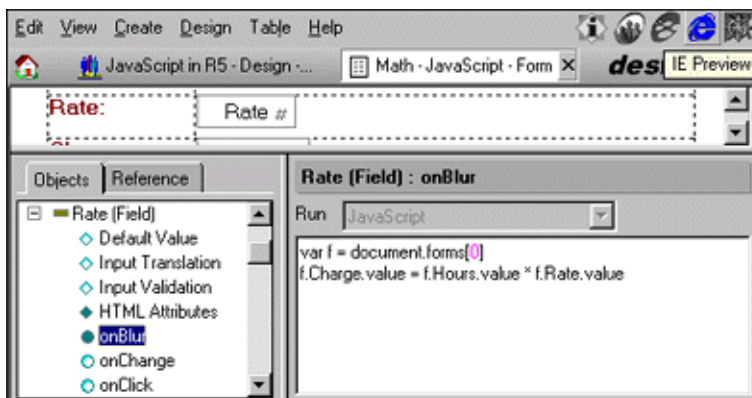 Edit View Create Design Table Help
JavaScript in R5 - Design -... Math - JavaScript - Form desi IE Preview
Rate: Rate #
Objects Reference
Rate (Field) : onBlur
Rate (Field)
Default Value
Input Translation
Input Validation
HTML Attributes
onBlur
onChange
onClick
Run JavaScript
var f = document.forms[0]
f.Charge.value = f.Hours.value * f.Rate.value